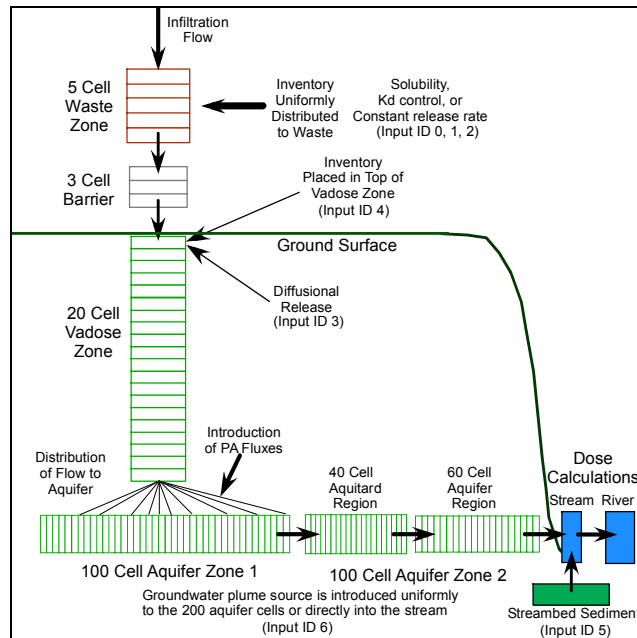 Infiltration
Flow
5 Cell
Waste
Zone
Inventory
Uniformly
Distributed
to Waste
Solubility,
Kd control, or
Constant release rate
(Input ID 0, 1, 2)
3 Cell
Barrier
Inventory
Placed in Top of
Vadose Zone
(Input ID 4)
Ground Surface
Diffusional
Release
(Input ID 3)
20 Cell
Vadose
Zone
Distribution
of Flow to
Aquifer
Introduction
of PA Fluxes
40 Cell
Aquitard
Region
60 Cell
Aquifer
Region
Dose
Calculations
Stream
River
100 Cell Aquifer Zone 1
100 Cell Aquifer Zone 2
Groundwater plume source is introduced uniformly
to the 200 aquifer cells or directly into the stream
(Input ID 6)
Streambed Sediment
(Input ID 5)